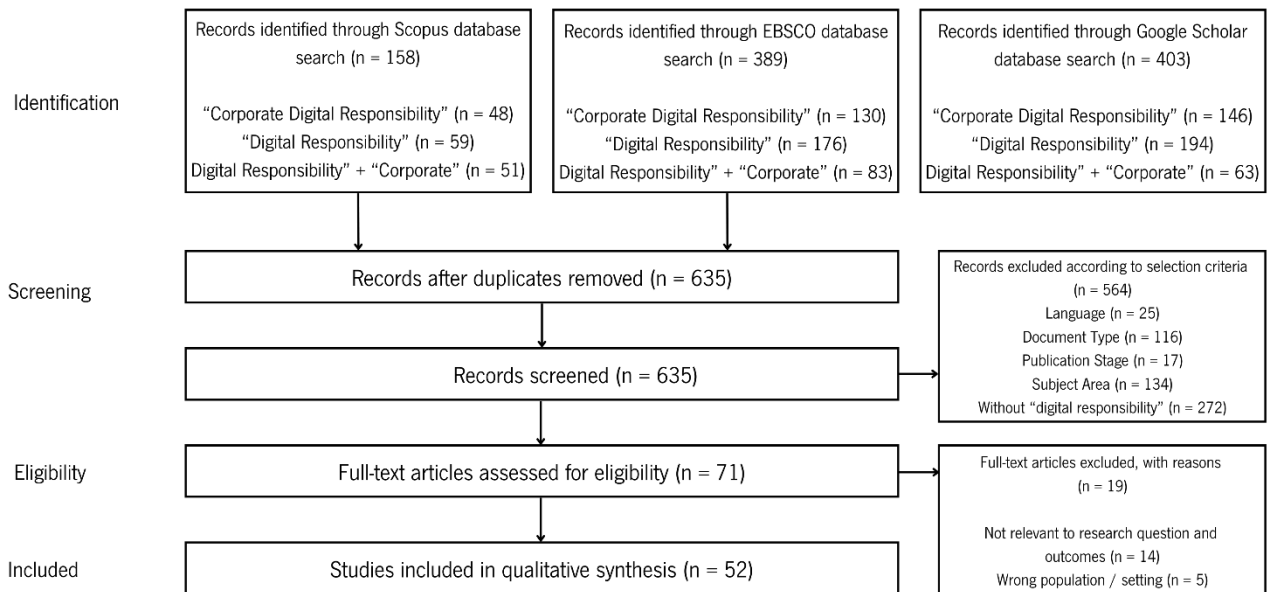 Identification
Records identified through Scopus database
search (n = 158)
“Corporate Digital Responsibility” (n = 48)
“Digital Responsibility” (n = 59)
Digital Responsibility” + “Corporate” (n = 51)
Records identified through EBSCO database
search (n = 389)
“Corporate Digital Responsibility” (n = 130)
“Digital Responsibility” (n = 176)
Digital Responsibility” + “Corporate” (n = 83)
Records identified through Google Scholar
database search (n = 403)
“Corporate Digital Responsibility” (n = 146)
“Digital Responsibility” (n = 194)
Digital Responsibility” + “Corporate” (n = 63)
Screening
Records after duplicates removed (n = 635)
Records screened (n = 635)
Records excluded according to selection criteria
(n = 564)
Language (n = 25)
Document Type (n = 116)
Publication Stage (n = 17)
Subject Area (n = 134)
Without “digital responsibility” (n = 272)
Eligibility
Full-text articles assessed for eligibility (n = 71)
Full-text articles excluded, with reasons
(n = 19)
Not relevant to research question and
outcomes (n = 14)
Wrong population / setting (n = 5)
Included
Studies included in qualitative synthesis (n = 52)